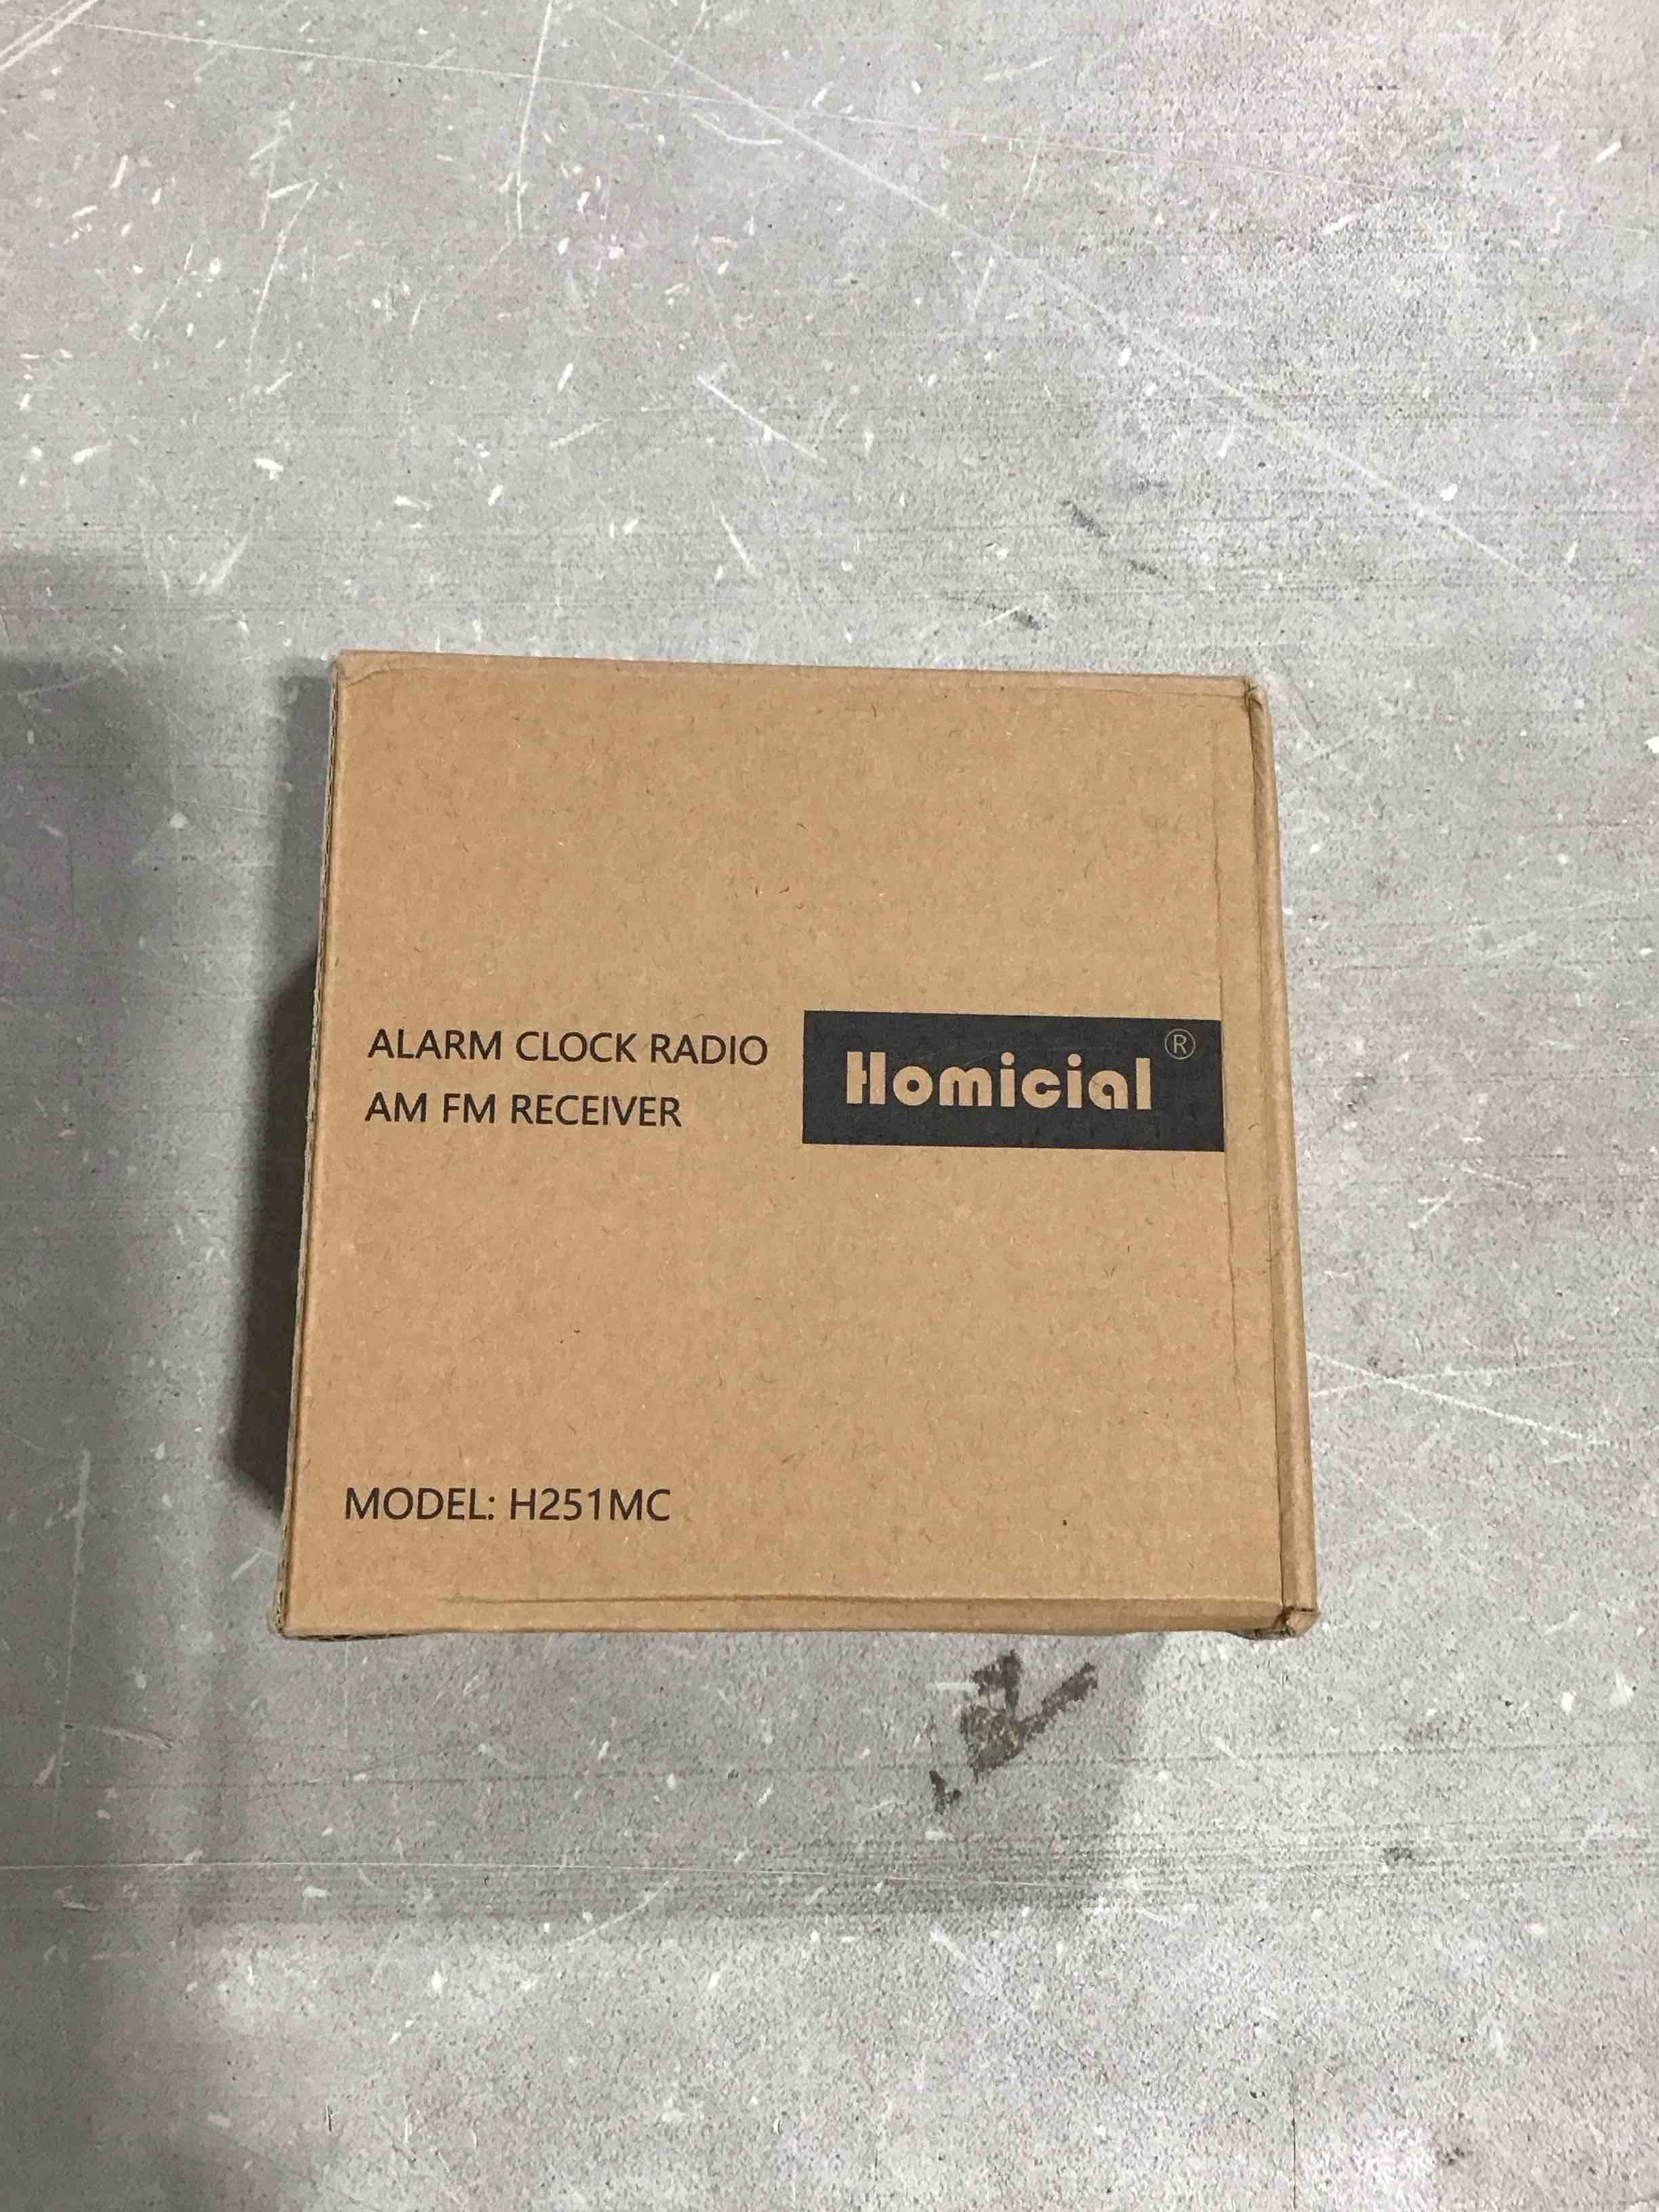 ALARM CLOCK RADIO
AM FM RECEIVER
Homicial®
MODEL: H251MC